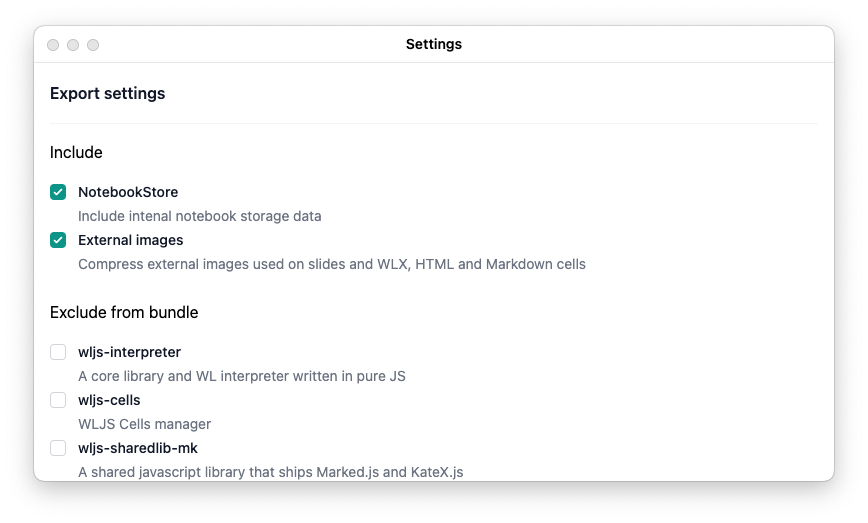 Settings
Export settings
Include
NotebookStore
Include intenal notebook storage data
External images
Compress external images used on slides and WLX, HTML and Markdown cells
Exclude from bundle
wljs-interpreter
A core library and WL interpreter written in pure JS
wljs-cells
WLJS Cells manager
wljs-sharedlib-mk
A shared javascript library that ships Marked.js and KateX.js